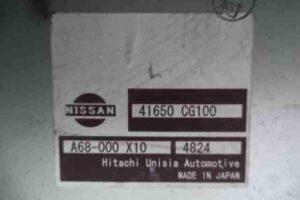 NISSAN
41650 CG100
A68-000 X10
4824
Hitachi Unisia Automotive
MADE IN JAPAN